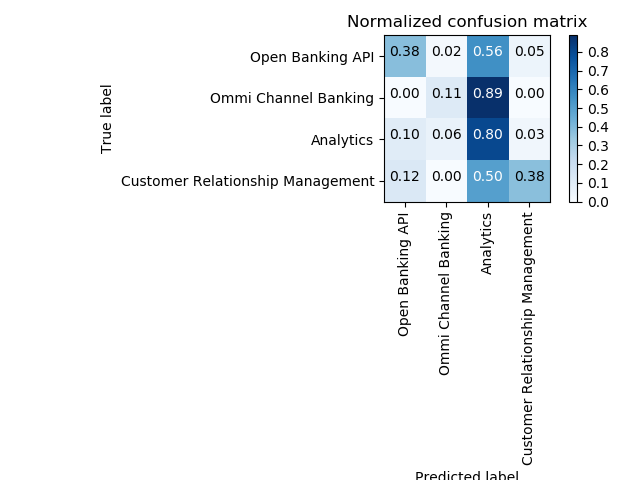 Normalized confusion matrix
True label
Open Banking API 0.38 0.02 0.56 0.05
Ommi Channel Banking 0.00 0.11 0.89 0.00
Analytics 0.10 0.06 0.80 0.03
Customer Relationship Management 0.12 0.00 0.50 0.38
0.8
0.7
0.6
0.5
0.4
0.3
0.2
0.1
0.0
Open Banking API
Ommi Channel Banking
Analytics
Customer Relationship Management
Predicted label